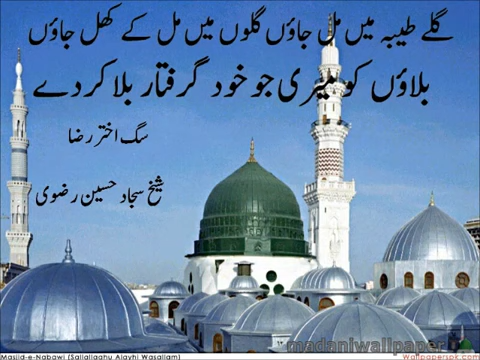 گلے طیبہ میں مل جاؤں گلوں میں مل کے کھل جاؤں
بلاؤں کو میری جو خود گرفتار بلا کردے
سگ اختر رضا
شیخ سجاد حسین رضوی
madaniwallpaper
Masjid-e-Nabawi (Sallallaahu Alayhi Wasallam)
Wallpaperspk.com